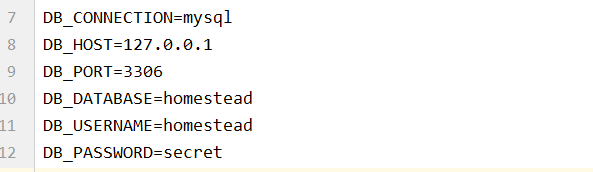 7 DB_CONNECTION=mysql
8 DB_HOST=127.0.0.1
9 DB_PORT=3306
10 DB_DATABASE=homestead
11 DB_USERNAME=homestead
12 DB_PASSWORD=secret